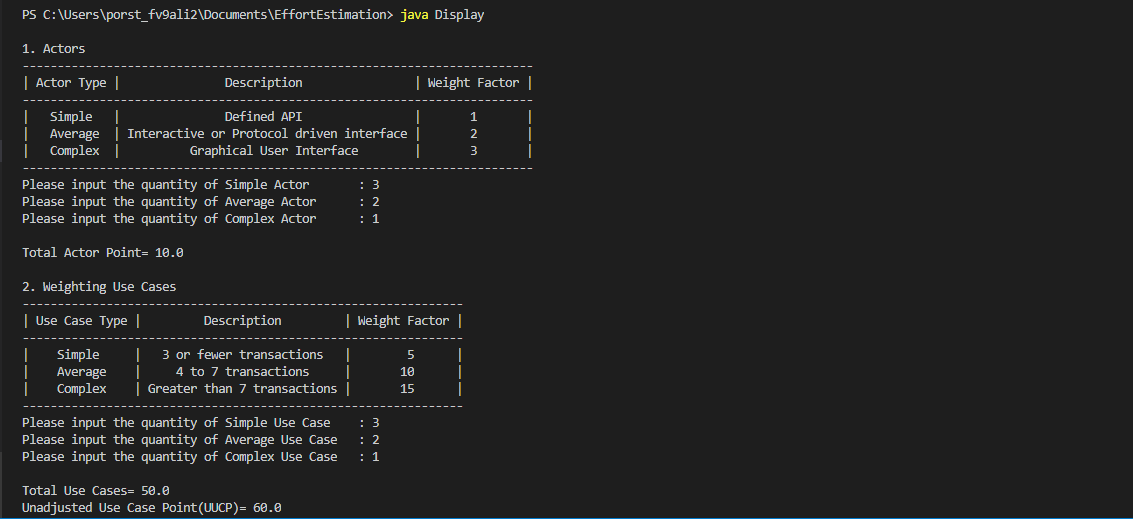 PS C:\Users\porst_fv9ali2\Documents\EffortEstimation> java Display
1. Actors
-------------------------------------------------------------------------
| Actor Type |               Description                | Weight Factor |
-------------------------------------------------------------------------
|   Simple   |               Defined API                |       1       |
|   Average  | Interactive or Protocol driven interface |       2       |
|   Complex  |          Graphical User Interface        |       3       |
-------------------------------------------------------------------------
Please input the quantity of Simple Actor       : 3
Please input the quantity of Average Actor      : 2
Please input the quantity of Complex Actor      : 1
Total Actor Point= 10.0
2. Weighting Use Cases
---------------------------------------------------------------
| Use Case Type |         Description         | Weight Factor |
---------------------------------------------------------------
|    Simple     |   3 or fewer transactions   |        5      |
|    Average    |     4 to 7 transactions     |       10      |
|    Complex    | Greater than 7 transactions |       15      |
---------------------------------------------------------------
Please input the quantity of Simple Use Case    : 3
Please input the quantity of Average Use Case   : 2
Please input the quantity of Complex Use Case   : 1
Total Use Cases= 50.0
Unadjusted Use Case Point(UUCP)= 60.0